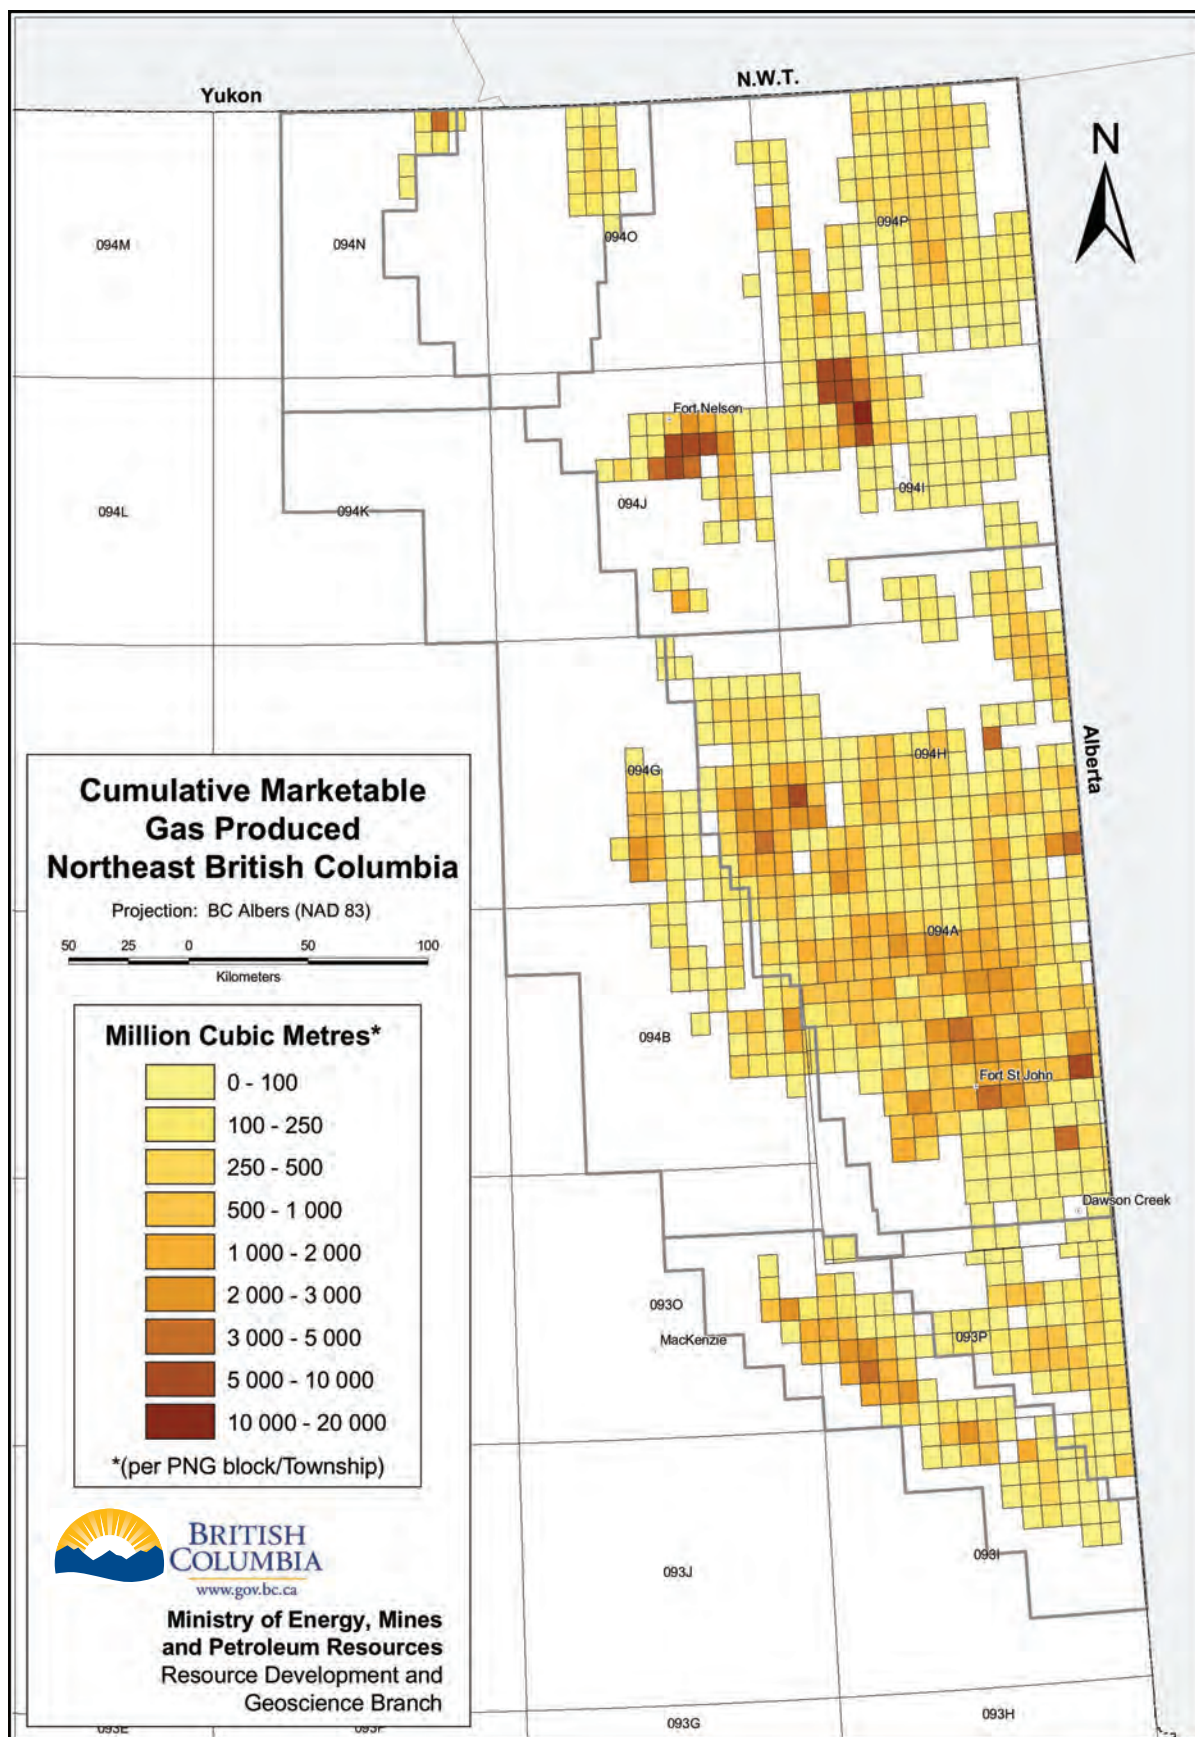 Yukon
N.W.T.
N
094M
094N
094O
094P
Fort Nelson
094L
094K
094J
094I
Alberta
094G
094H
Cumulative Marketable
Gas Produced
Northeast British Columbia
Projection: BC Albers (NAD 83)
50 25 0 50 100
Kilometers
094A
094B
Fort St John
Million Cubic Metres*
0 - 100
100 - 250
250 - 500
500 - 1 000
1 000 - 2 000
2 000 - 3 000
3 000 - 5 000
5 000 - 10 000
10 000 - 20 000
*(per PNG block/Township)
Dawson Creek
093O
MacKenzie
093P
BRITISH
COLUMBIA
www.gov.bc.ca
093J
093I
Ministry of Energy, Mines
and Petroleum Resources
Resource Development and
Geoscience Branch
093E
093F
093G
093H